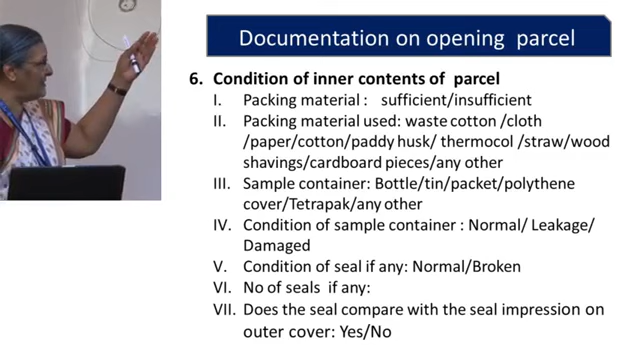 Documentation on opening parcel
6. Condition of inner contents of parcel
I. Packing material : sufficient/insufficient
II. Packing material used: waste cotton /cloth
/paper/cotton/paddy husk/ thermocol /straw/wood
shavings/cardboard pieces/any other
III. Sample container: Bottle/tin/packet/polythene
cover/Tetrapak/any other
IV. Condition of sample container : Normal/ Leakage/
Damaged
V. Condition of seal if any: Normal/Broken
VI. No of seals if any:
VII. Does the seal compare with the seal impression on
outer cover: Yes/No